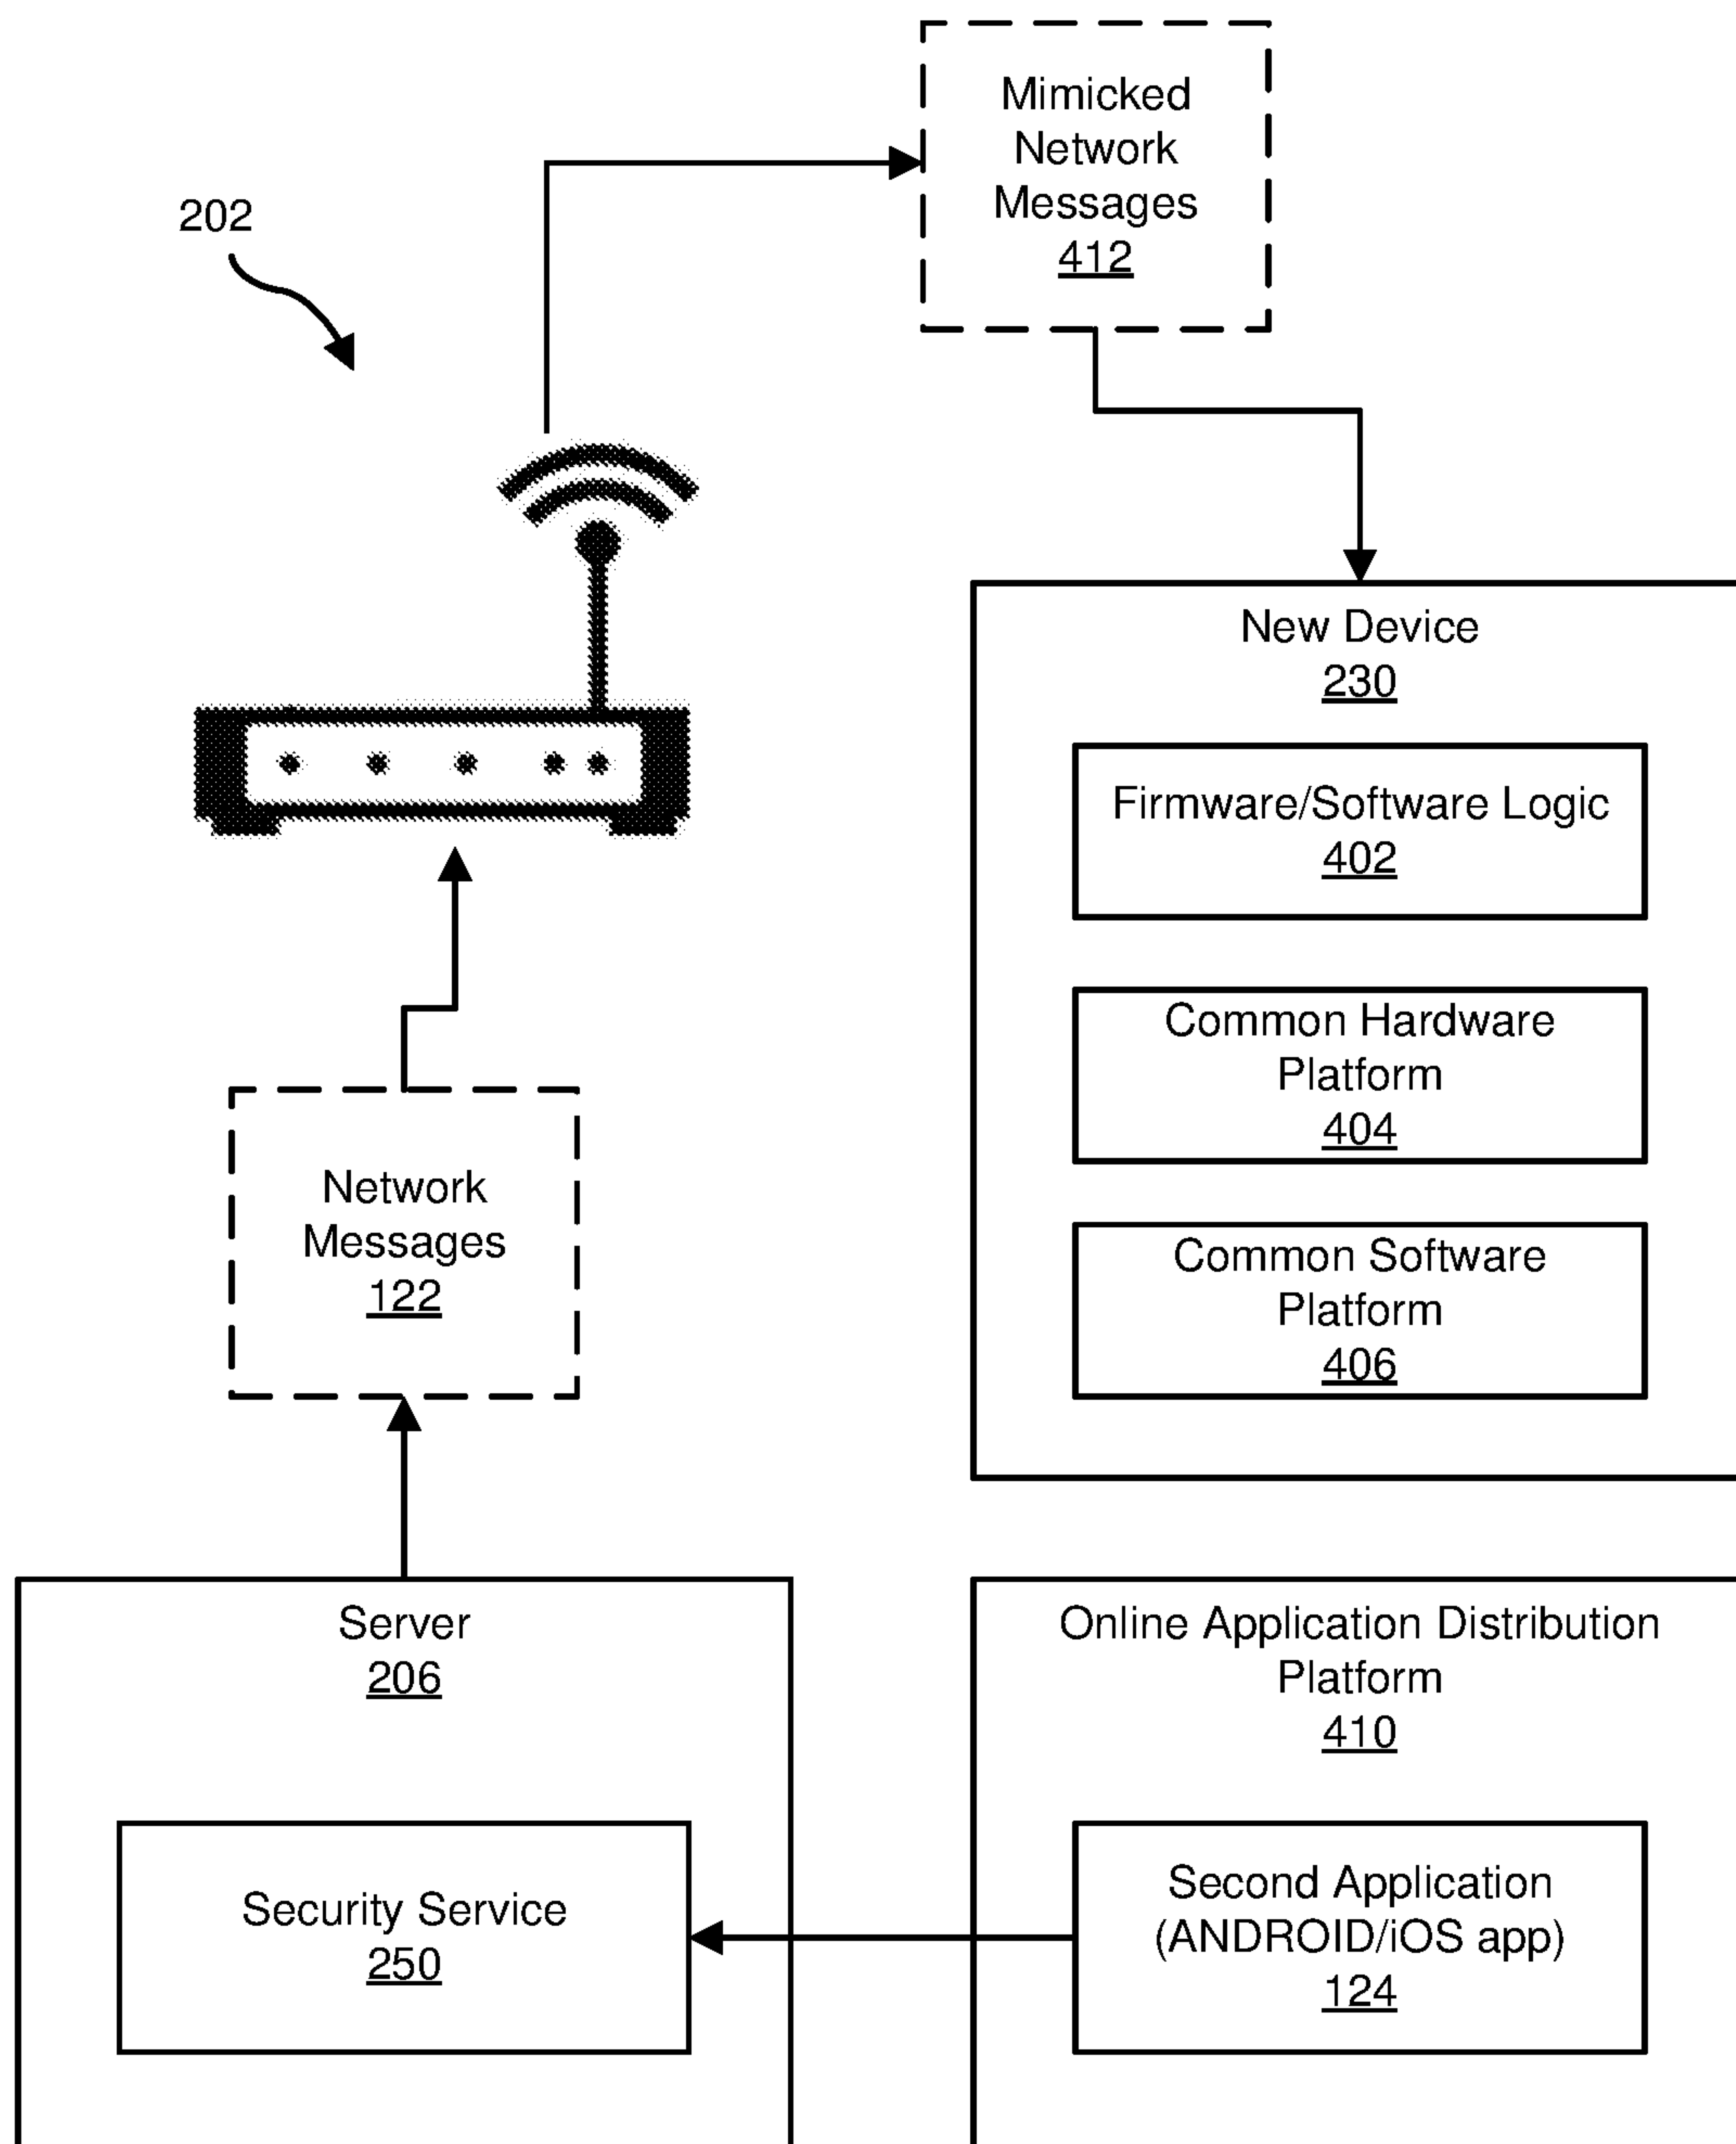 Mimicked
Network
Messages
412
202
New Device
230
Firmware/Software Logic
402
Common Hardware
Platform
404
Network
Messages
122
Common Software
Platform
406
Server
206
Online Application Distribution
Platform
410
Security Service
250
Second Application
(ANDROID/iOS app)
124